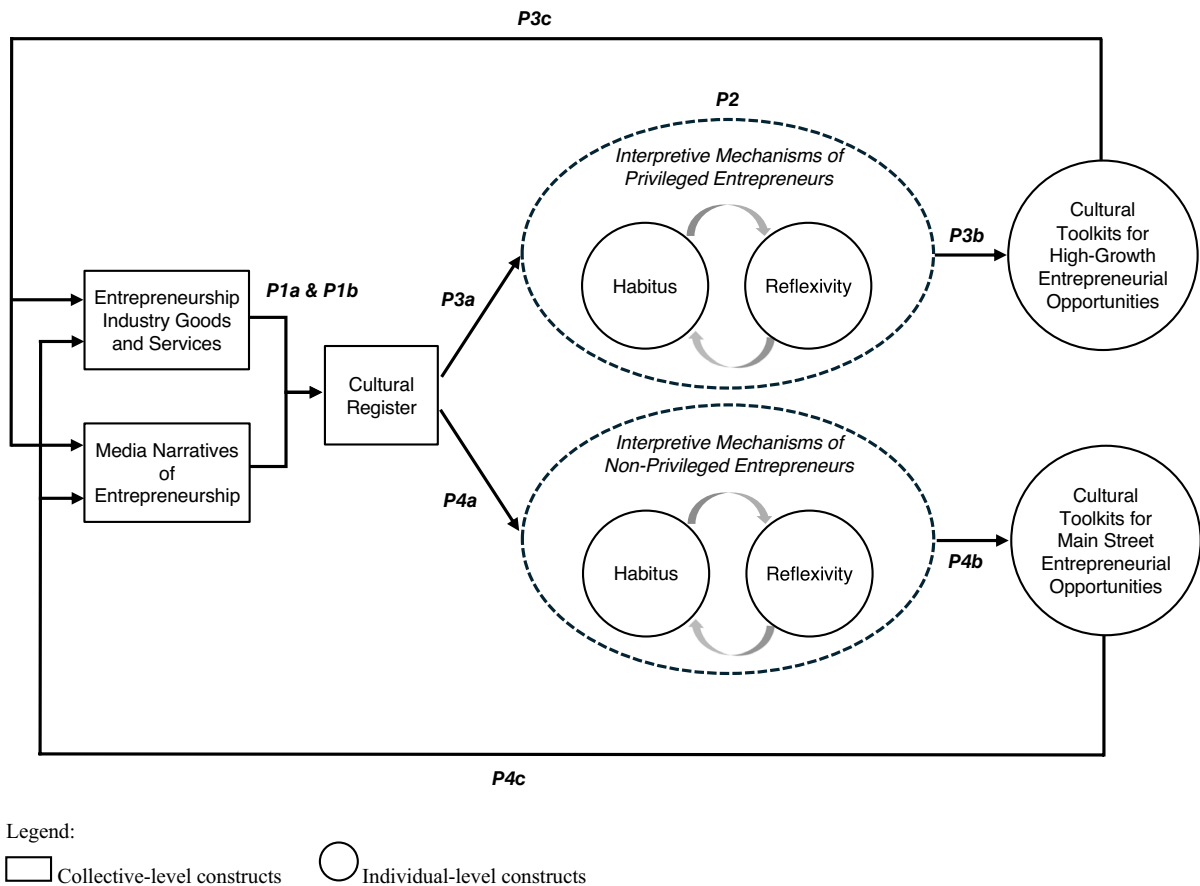 P3c
P2
Interpretive Mechanisms of
Privileged Entrepreneurs
Habitus
Reflexivity
P3b
Cultural
Toolkits for
High-Growth
Entrepreneurial
Opportunities
Entrepreneurship
Industry Goods
and Services
P1a & P1b
P3a
Cultural
Register
Media Narratives
of
Entrepreneurship
P4a
Interpretive Mechanisms of
Non-Privileged Entrepreneurs
Habitus
Reflexivity
P4b
Cultural
Toolkits for
Main Street
Entrepreneurial
Opportunities
P4c
Legend:
Collective-level constructs
Individual-level constructs